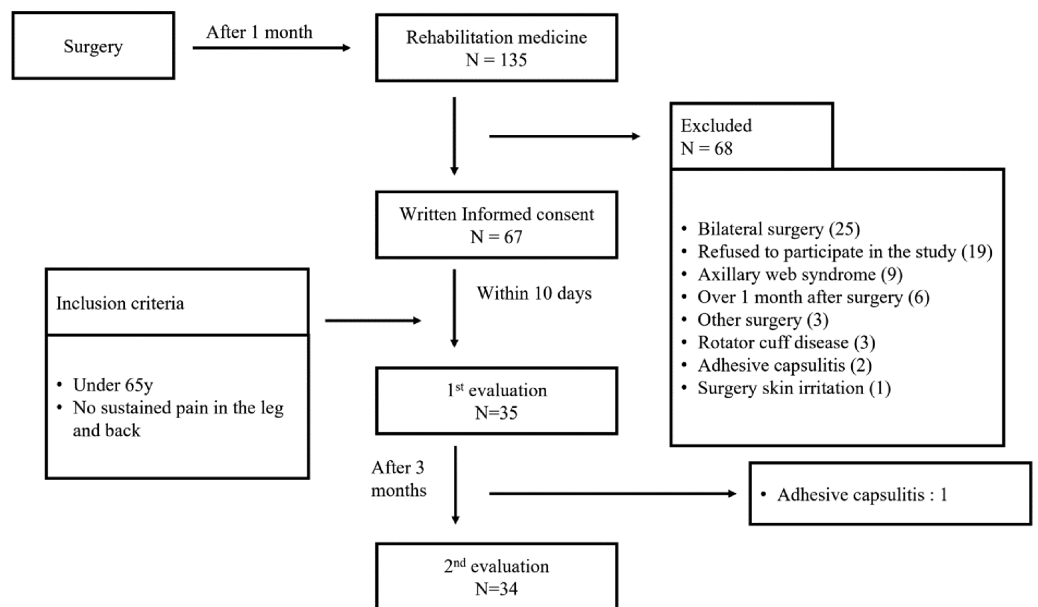 Surgery
After 1 month
Rehabilitation medicine
N = 135
Excluded
N = 68
• Bilateral surgery (25)
• Refused to participate in the study (19)
• Axillary web syndrome (9)
• Over 1 month after surgery (6)
• Other surgery (3)
• Rotator cuff disease (3)
• Adhesive capsulitis (2)
• Surgery skin irritation (1)
Written Informed consent
N = 67
Within 10 days
Inclusion criteria
• Under 65y
• No sustained pain in the leg
and back
1st evaluation
N=35
After 3
months
• Adhesive capsulitis : 1
2nd evaluation
N=34